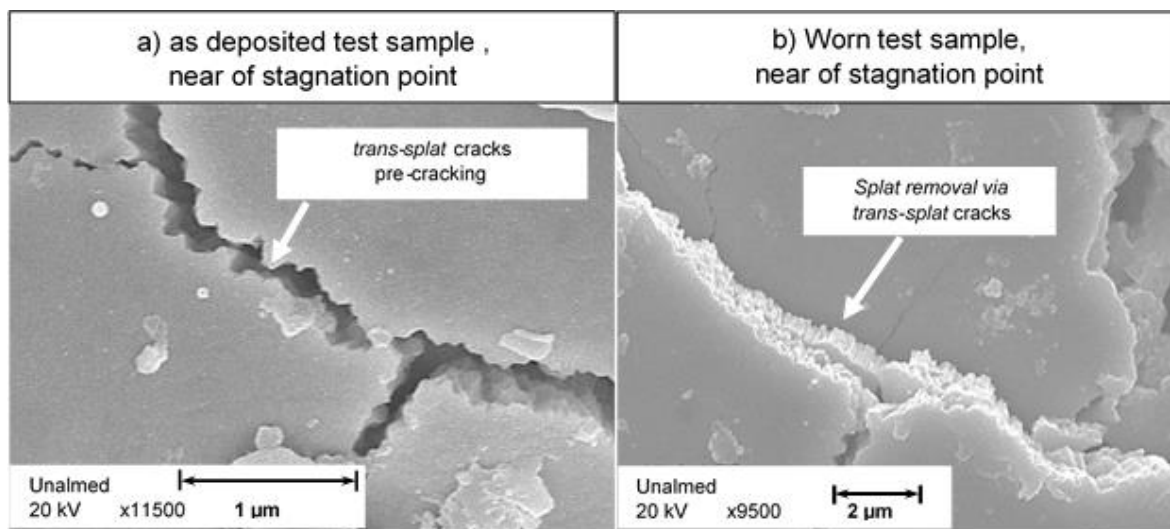 a) as deposited test sample ,
near of stagnation point
trans-splat cracks
pre-cracking
Unalmed
20 kV x11500 1 µm
b) Worn test sample,
near of stagnation point
Splat removal via
trans-splat cracks
Unalmed
20 kV x9500 2 µm